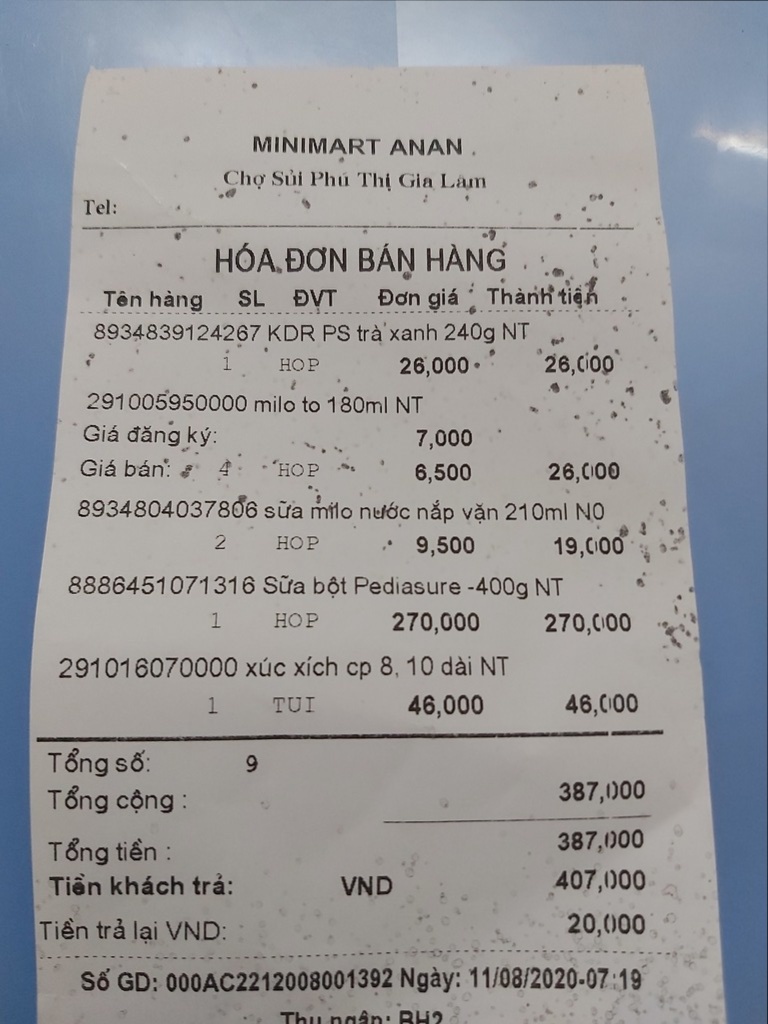 MINIMART ANAN
Chợ Sủi Phú Thị Gia Lâm
Tel:
HÓA ĐƠN BÁN HÀNG
Tên hàng SL ĐVT Đơn giá Thành tiền
8934839124267 KDR PS trà xanh 240g NT
1 HOP 26,000 26,000
291005950000 milo to 180ml NT
Giá đăng ký: 7,000
Giá bán: 4 HOP 6,500 26,000
8934804037806 sữa milo nước nắp vặn 210ml N0
2 HOP 9,500 19,000
8886451071316 Sữa bột Pediasure -400g NT
1 HOP 270,000 270,000
291016070000 xúc xích cp 8, 10 dài NT
1 TUI 46,000 46,000
Tổng số: 9
Tổng cộng : 387,000
Tổng tiền : 387,000
Tiền khách trả: VND 407,000
Tiền trả lại VND: 20,000
Số GD: 000AC2212008001392 Ngày: 11/08/2020-07:19
Thu ngân: BH2